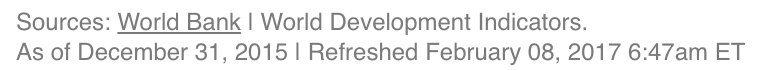 Sources: World Bank | World Development Indicators.
As of December 31, 2015 | Refreshed February 08, 2017 6:47am ET